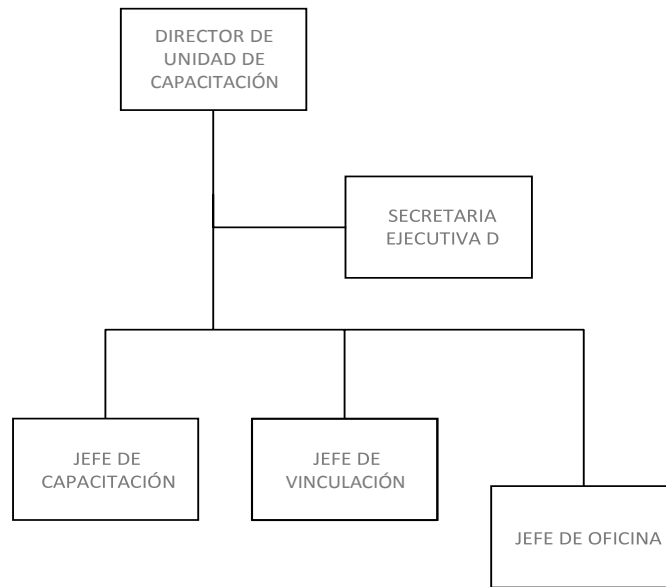 DIRECTOR DE
UNIDAD DE
CAPACITACIÓN
SECRETARIA
EJECUTIVA D
JEFE DE
CAPACITACIÓN
JEFE DE
VINCULACIÓN
JEFE DE OFICINA